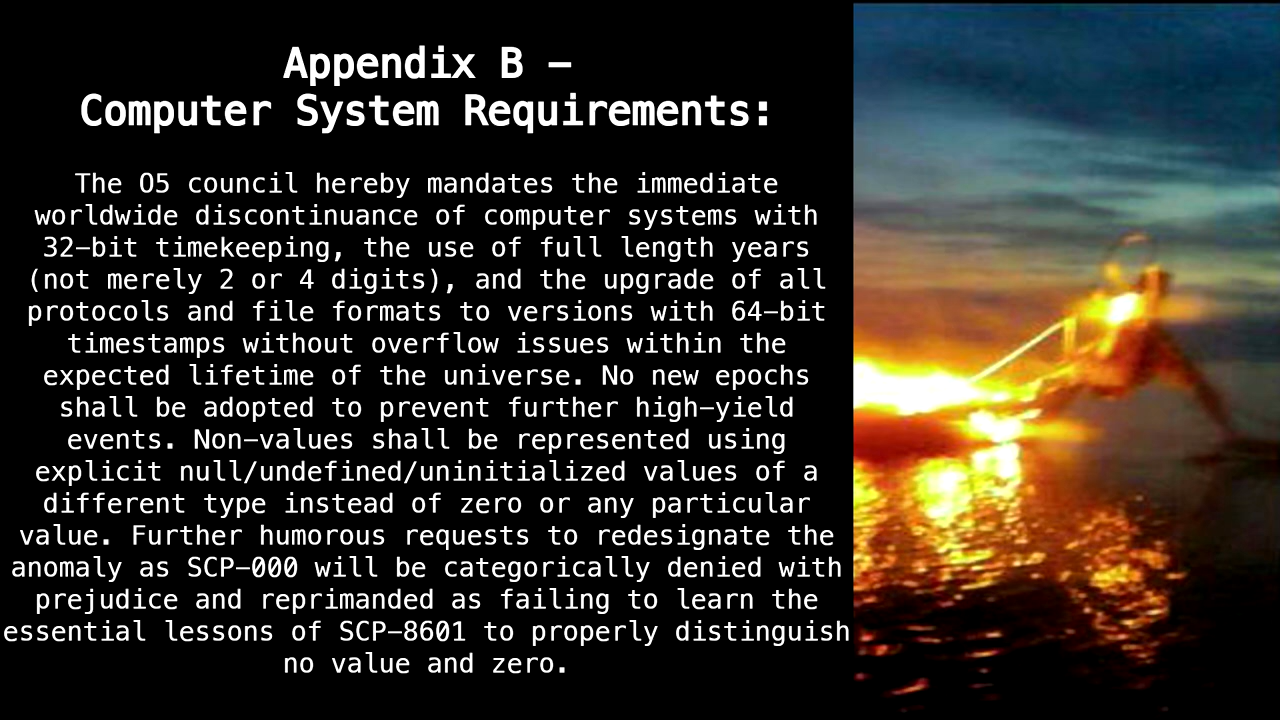 Appendix B –
Computer System Requirements:
The O5 council hereby mandates the immediate
worldwide discontinuance of computer systems with
32–bit timekeeping, the use of full length years
(not merely 2 or 4 digits), and the upgrade of all
protocols and file formats to versions with 64–bit
timestamps without overflow issues within the
expected lifetime of the universe. No new epochs
shall be adopted to prevent further high–yield
events. Non–values shall be represented using
explicit null/undefined/uninitialized values of a
different type instead of zero or any particular
value. Further humorous requests to redesignate the
anomaly as SCP–000 will be categorically denied with
prejudice and reprimanded as failing to learn the
essential lessons of SCP–8601 to properly distinguish
no value and zero.